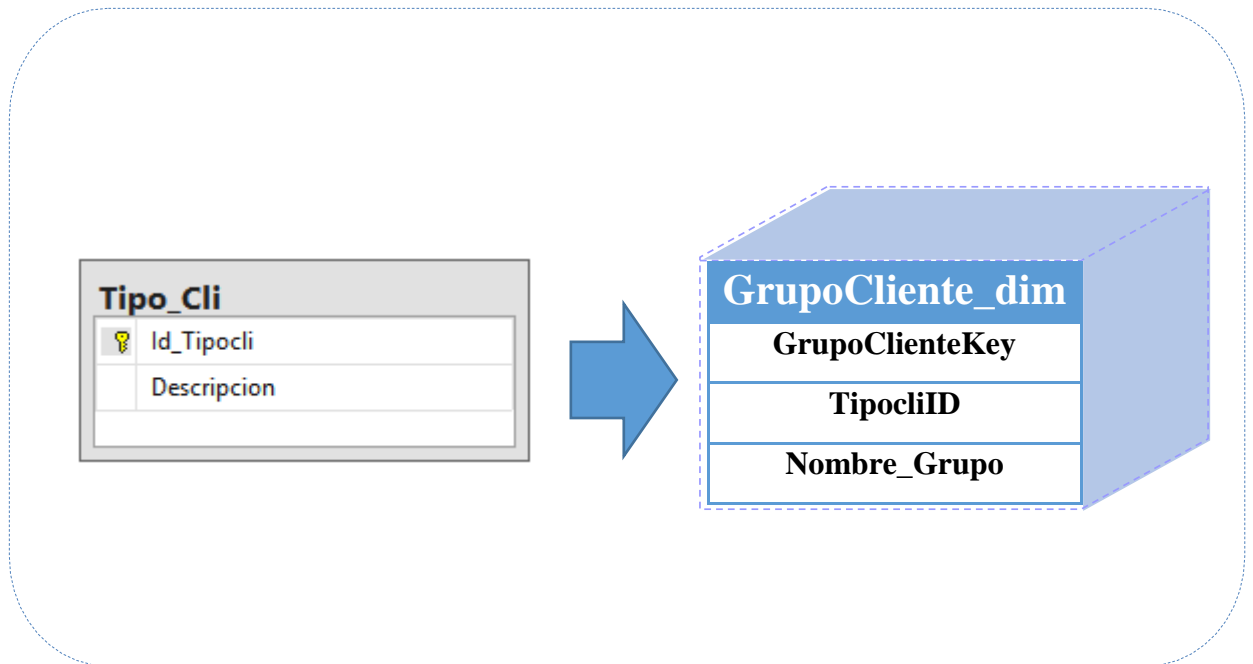 Tipo_Cli
Id_Tipocli
Descripcion
GrupoCliente_dim
GrupoClienteKey
TipocliID
Nombre_Grupo